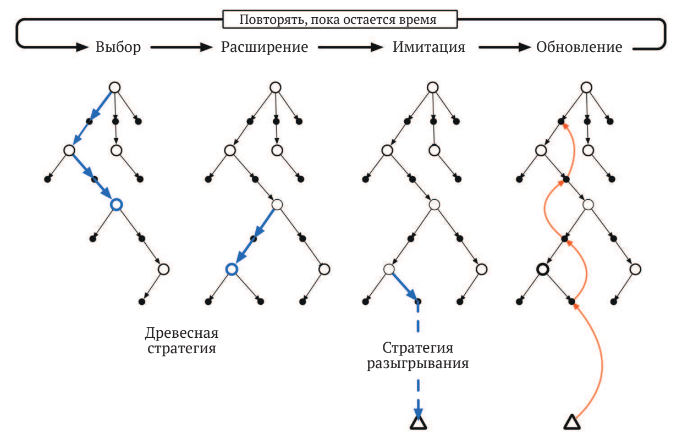 Повторять, пока остается время
Выбор
Расширение
Имитация
Обновление
Древесная
стратегия
Стратегия
разыгрывания